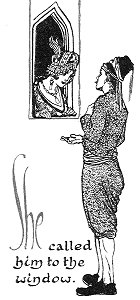 She
called
him to the
window.